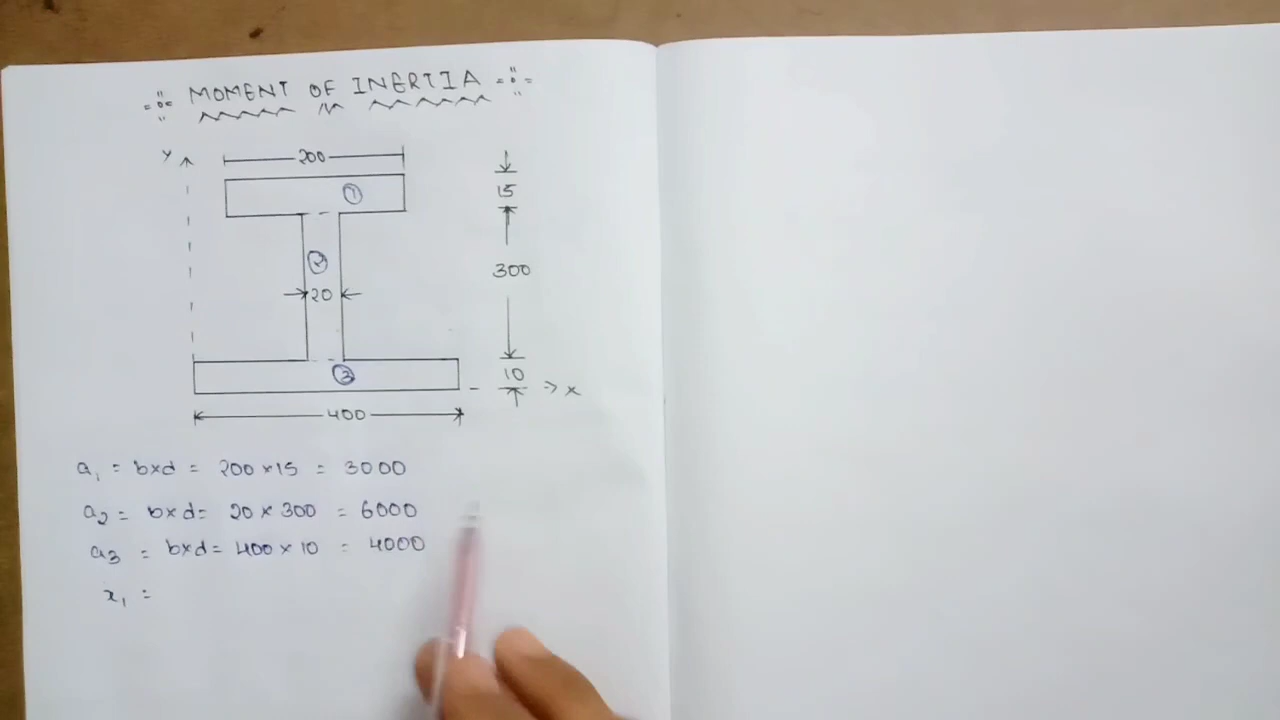 MOMENT OF INERTIA
Y
200
1
15
2
300
20
3
10
X
400
a₁ = b×d = 200×15 = 3000
a₂ = b×d = 20×300 = 6000
a₃ = b×d = 400×10 = 4000
x₁ =